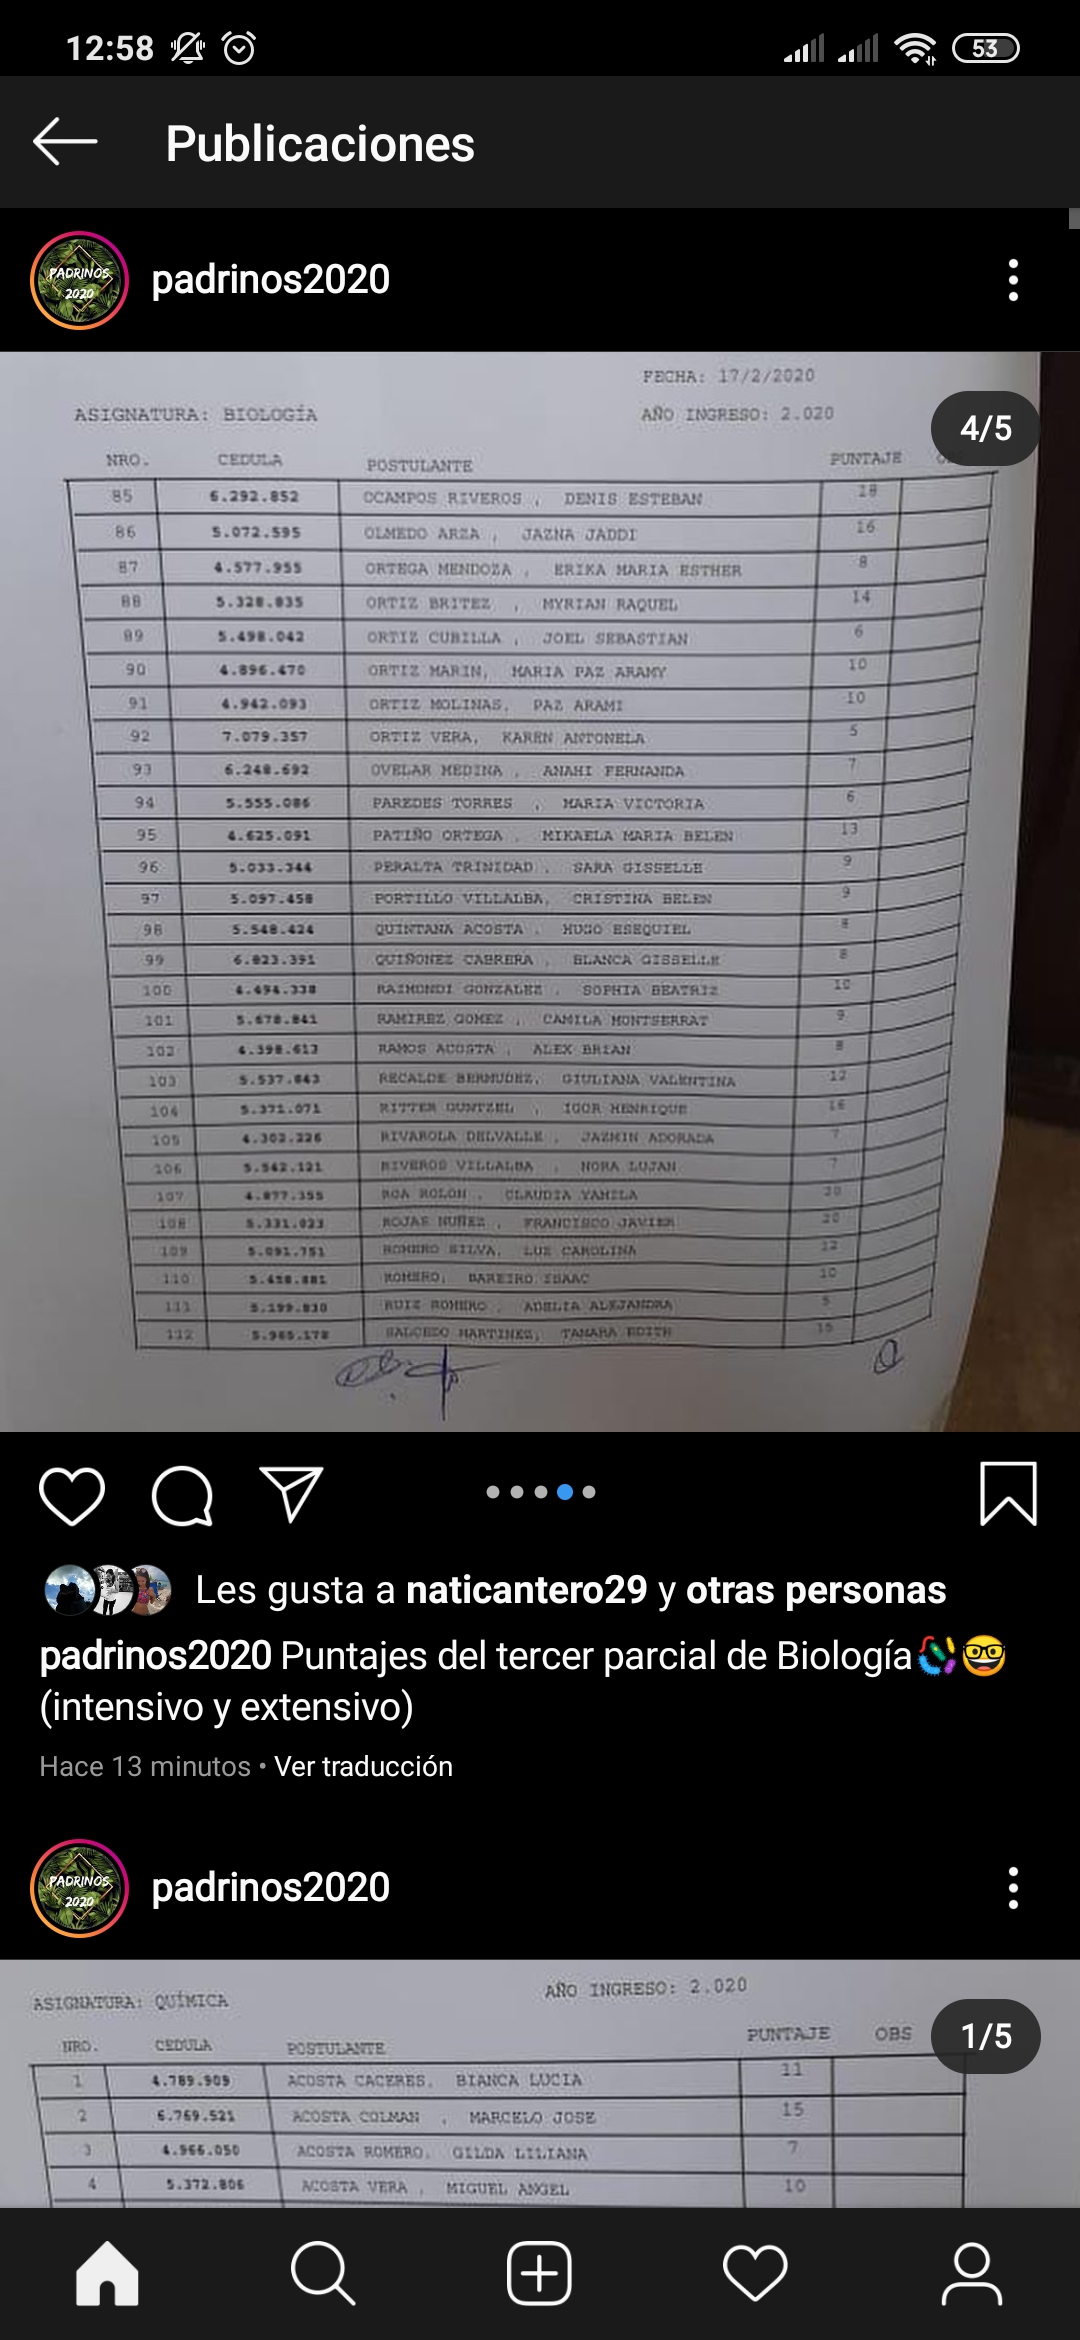 12:58
53
Publicaciones
PADRINOS 2020
padrinos2020
FECHA: 17/2/2020
ASIGNATURA: BIOLOGÍA AÑO INGRESO: 2.020
4/5
NRO. CEDULA POSTULANTE PUNTAJE
85 6.292.852 OCAMPOS RIVEROS , DENIS ESTEBAN 18
86 5.072.595 OLMEDO ARZA , JAZNA JADDI 16
87 4.577.955 ORTEGA MENDOZA , ERIKA MARIA ESTHER 8
88 5.328.835 ORTIZ BRITEZ , MYRIAN RAQUEL 14
89 5.498.042 ORTIZ CUBILLA , JOEL SEBASTIAN 6
90 4.896.470 ORTIZ MARIN, MARIA PAZ ARAMY 10
91 4.942.093 ORTIZ MOLINAS, PAZ ARAMI 10
92 7.079.357 ORTIZ VERA, KAREN ANTONELA 5
93 6.248.692 OVELAR MEDINA , ANAHI FERNANDA 7
94 5.555.086 PAREDES TORRES , MARIA VICTORIA 6
95 4.625.091 PATIÑO ORTEGA , MIKAELA MARIA BELEN 13
96 5.033.344 PERALTA TRINIDAD , SARA GISSELLE 9
97 5.097.458 PORTILLO VILLALBA, CRISTINA BELEN 9
98 5.548.424 QUINTANA ACOSTA , HUGO ESEQUIEL 8
99 6.823.391 QUIÑONEZ CABRERA , BLANCA GISSELLE 8
100 4.494.338 RAIMONDI GONZALEZ , SOPHIA BEATRIZ 10
101 5.678.841 RAMIREZ GOMEZ , CAMILA MONTSERRAT 9
102 4.398.613 RAMOS ACOSTA , ALEX BRIAN 8
103 5.537.843 RECALDE BERMUDEZ, GIULIANA VALENTINA 12
104 5.371.071 RITTER GUNTZEL , IGOR HENRIQUE 16
105 4.302.226 RIVAROLA DELVALLE , JAZMIN ADORADA 7
106 5.542.121 RIVEROS VILLALBA , NORA LUJAN 7
107 4.877.355 ROA ROLON , CLAUDIA YAMILA 20
108 5.331.023 ROJAS NUÑEZ , FRANCISCO JAVIER 20
109 5.091.751 ROMERO SILVA, LUZ CAROLINA 12
110 ROMERO, BAREIRO ISAAC 10
111 5.199.830 RUIZ ROMERO , ADELIA ALEJANDRA 5
112 5.965.178 SALCEDO MARTINEZ, TAMARA EDITH 15
Les gusta a naticantero29 y otras personas
padrinos2020 Puntajes del tercer parcial de Biología
(intensivo y extensivo)
Hace 13 minutos • Ver traducción
PADRINOS 2020
padrinos2020
ASIGNATURA: QUÍMICA AÑO INGRESO: 2.020
1/5
NRO. CEDULA POSTULANTE PUNTAJE OBS
1 4.789.909 ACOSTA CACERES, BIANCA LUCIA 11
2 6.769.521 ACOSTA COLMAN , MARCELO JOSE 15
3 4.966.050 ACOSTA ROMERO, GILDA LILIANA 7
4 5.372.806 ACOSTA VERA , MIGUEL ANGEL 10